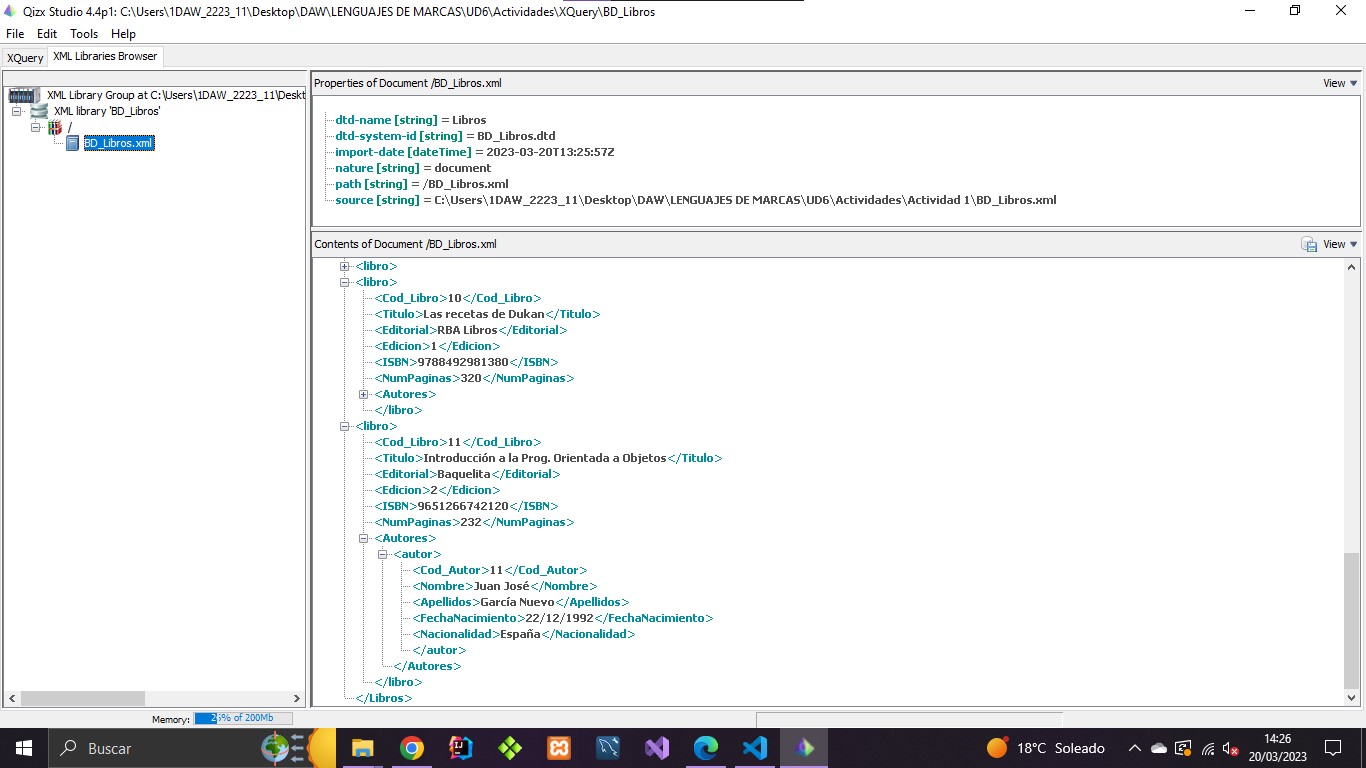 Qizx Studio 4.4p1: C:\Users\1DAW_2223_11\Desktop\DAW\LENGUAJES DE MARCAS\UD6\Actividades\XQuery\BD_Libros
File Edit Tools Help
XQuery XML Libraries Browser
XML Library Group at C:\Users\1DAW_2223_11\Deskt
XML library 'BD_Libros'
/
BD_Libros.xml
Properties of Document /BD_Libros.xml View
dtd-name [string] = Libros
dtd-system-id [string] = BD_Libros.dtd
import-date [dateTime] = 2023-03-20T13:25:57Z
nature [string] = document
path [string] = /BD_Libros.xml
source [string] = C:\Users\1DAW_2223_11\Desktop\DAW\LENGUAJES DE MARCAS\UD6\Actividades\Actividad 1\BD_Libros.xml
Contents of Document /BD_Libros.xml View
<libro>
<libro>
<Cod_Libro>10</Cod_Libro>
<Titulo>Las recetas de Dukan</Titulo>
<Editorial>RBA Libros</Editorial>
<Edicion>1</Edicion>
<ISBN>9788492981380</ISBN>
<NumPaginas>320</NumPaginas>
<Autores>
</libro>
<libro>
<Cod_Libro>11</Cod_Libro>
<Titulo>Introducción a la Prog. Orientada a Objetos</Titulo>
<Editorial>Baquelita</Editorial>
<Edicion>2</Edicion>
<ISBN>9651266742120</ISBN>
<NumPaginas>232</NumPaginas>
<Autores>
<autor>
<Cod_Autor>11</Cod_Autor>
<Nombre>Juan José</Nombre>
<Apellidos>García Nuevo</Apellidos>
<FechaNacimiento>22/12/1992</FechaNacimiento>
<Nacionalidad>España</Nacionalidad>
</autor>
</Autores>
</libro>
</Libros>
Memory: % of 200Mb
Buscar
18°C Soleado
14:26
20/03/2023